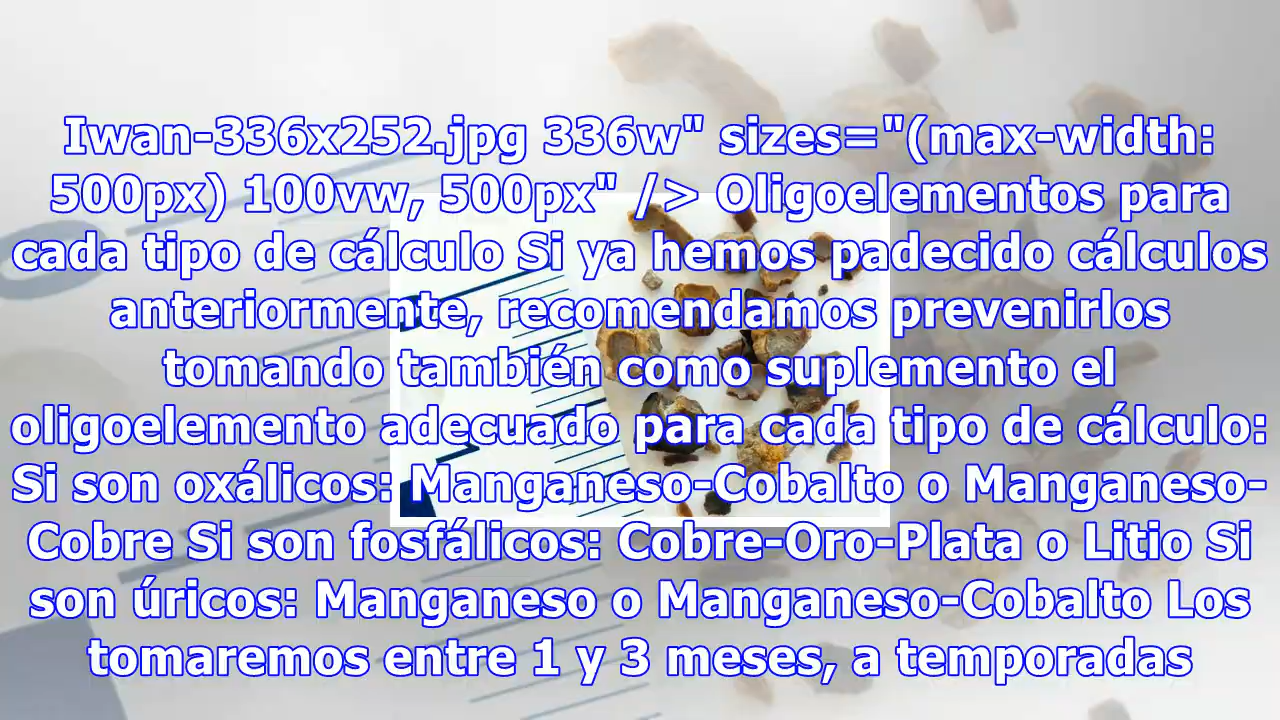 Iwan-336x252.jpg 336w" sizes="(max-width:
500px) 100vw, 500px" /> Oligoelementos para
cada tipo de cálculo Si ya hemos padecido cálculos
anteriormente, recomendamos prevenirlos
tomando también como suplemento el
oligoelemento adecuado para cada tipo de cálculo:
Si son oxálicos: Manganeso-Cobalto o Manganeso-
Cobre Si son fosfálicos: Cobre-Oro-Plata o Litio Si
son úricos: Manganeso o Manganeso-Cobalto Los
tomaremos entre 1 y 3 meses, a temporadas